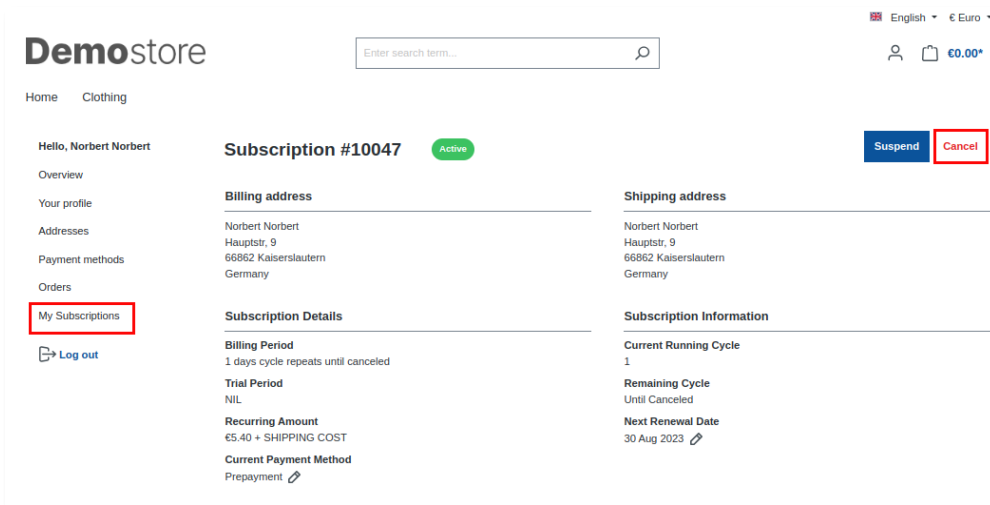 English € Euro
Demostore
Enter search term...
€0.00*
Home Clothing
Hello, Norbert Norbert
Overview
Your profile
Addresses
Payment methods
Orders
My Subscriptions
Log out
Subscription #10047 Active
Suspend Cancel
Billing address
Norbert Norbert
Hauptstr, 9
66862 Kaiserslautern
Germany
Shipping address
Norbert Norbert
Hauptstr, 9
66862 Kaiserslautern
Germany
Subscription Details
Billing Period
1 days cycle repeats until canceled
Trial Period
NIL
Recurring Amount
€5.40 + SHIPPING COST
Current Payment Method
Prepayment
Subscription Information
Current Running Cycle
1
Remaining Cycle
Until Canceled
Next Renewal Date
30 Aug 2023